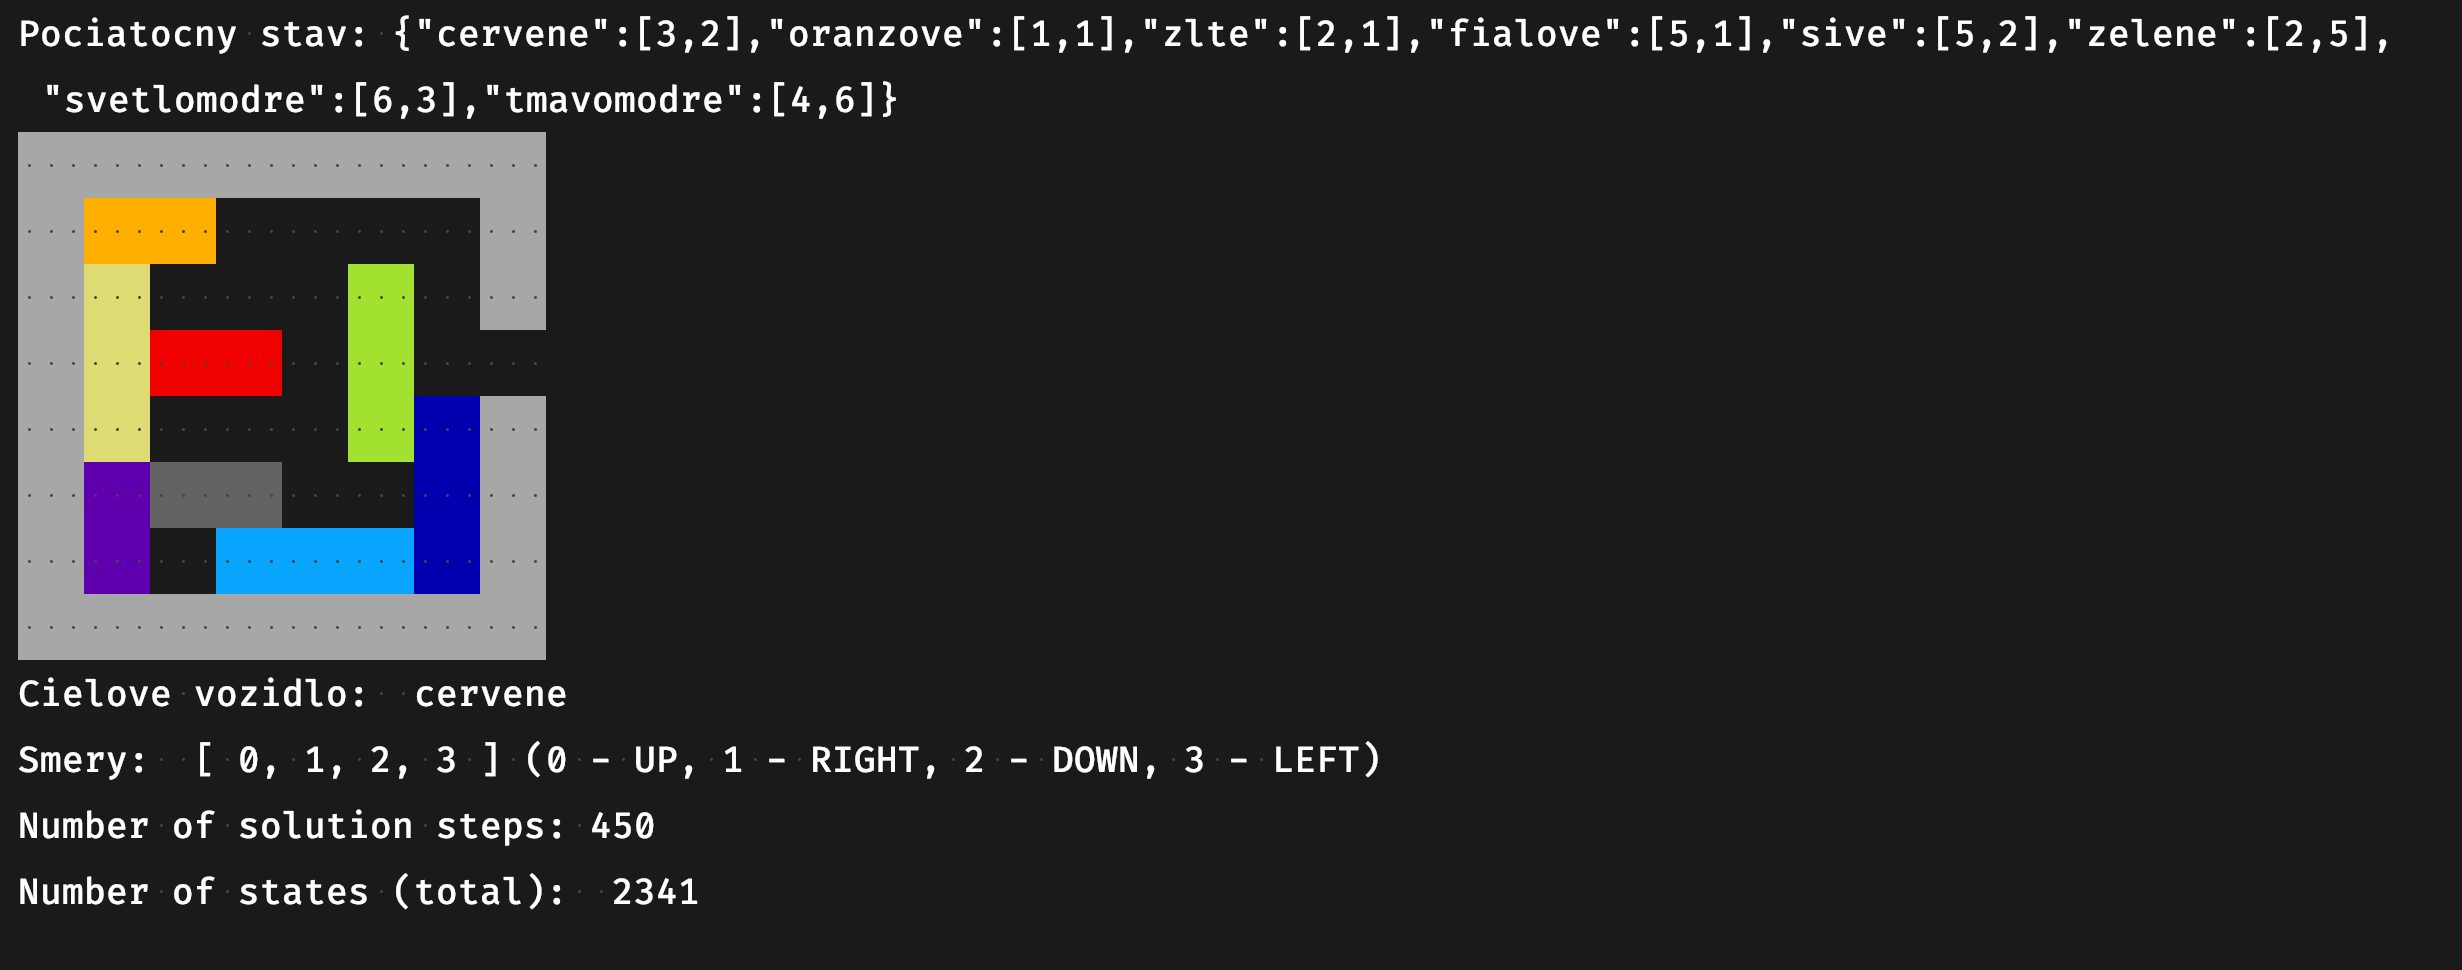 Pociatocny stav: {"cervene":[3,2],"oranzove":[1,1],"zlte":[2,1],"fialove":[5,1],"sive":[5,2],"zelene":[2,5],
"svetlomodre":[6,3],"tmavomodre":[4,6]}
Cielove vozidlo: cervene
Smery: [ 0, 1, 2, 3 ] (0 - UP, 1 - RIGHT, 2 - DOWN, 3 - LEFT)
Number of solution steps: 450
Number of states (total): 2341